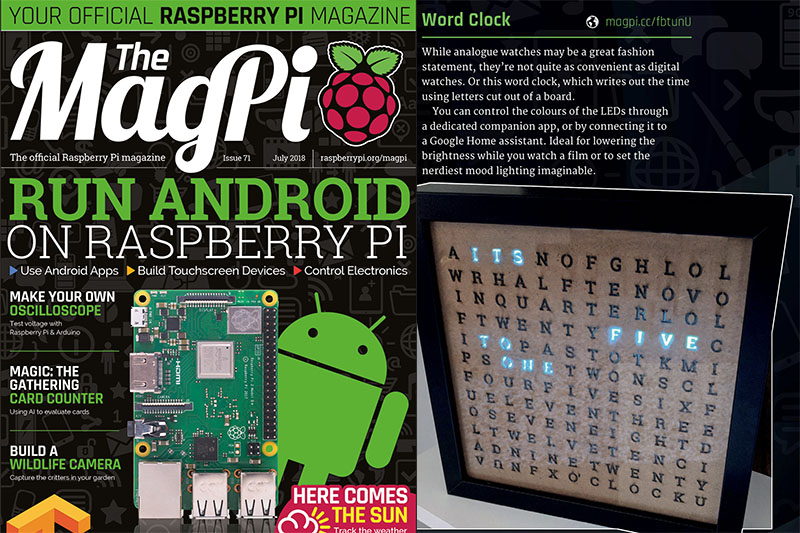 YOUR OFFICIAL RASPBERRY PI MAGAZINE
The
MagPi
The official Raspberry Pi magazine
Issue 71
July 2018
raspberrypi.org/magpi
RUN ANDROID
ON RASPBERRY PI
Use Android Apps
Build Touchscreen Devices
Control Electronics
MAKE YOUR OWN
OSCILLOSCOPE
Test voltage with
Raspberry Pi & Arduino
MAGIC: THE
GATHERING
CARD COUNTER
Using AI to evaluate cards
BUILD A
WILDLIFE CAMERA
Capture the critters in your garden
HERE COMES
THE SUN
Track the weather
Word Clock
magpi.cc/fbtunU
While analogue watches may be a great fashion
statement, they're not quite as convenient as digital
watches. Or this word clock, which writes out the time
using letters cut out of a board.
You can control the colours of the LEDs through
a dedicated companion app, or by connecting it to
a Google Home assistant. Ideal for lowering the
brightness while you watch a film or to set the
nerdiest mood lighting imaginable.
A I T S N O F G H L O L
W R H A L F T E N O V O
F I V E
T O
O N E